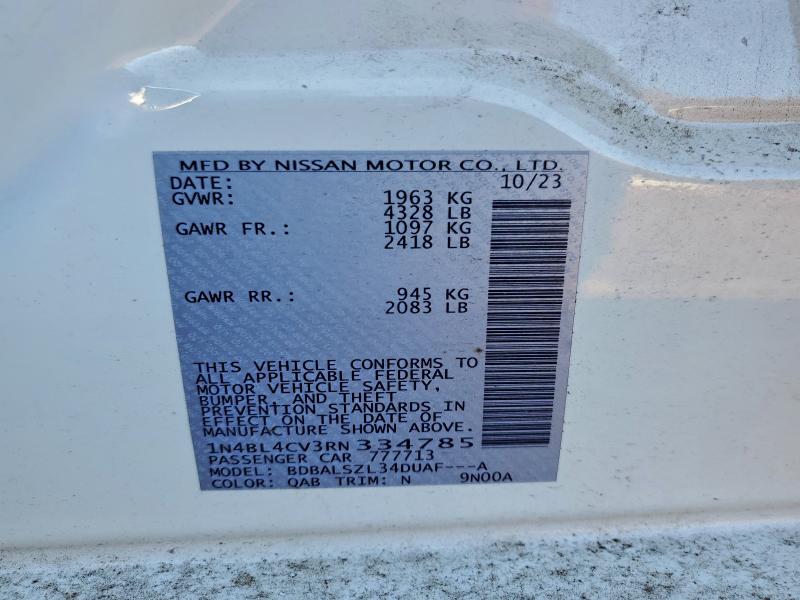 MFD BY NISSAN MOTOR CO., LTD.
DATE: 10/23
GVWR: 1963 KG
4328 LB
GAWR FR.: 1097 KG
2418 LB
GAWR RR.: 945 KG
2083 LB
THIS VEHICLE CONFORMS TO
ALL APPLICABLE FEDERAL
MOTOR VEHICLE SAFETY,
BUMPER, AND THEFT
PREVENTION STANDARDS IN
EFFECT ON THE DATE OF
MANUFACTURE SHOWN ABOVE.
1N4BL4CV3RN334785
PASSENGER CAR 777713
MODEL: BDBALSZL34DUAF---A
COLOR: QAB TRIM: N 9N00A